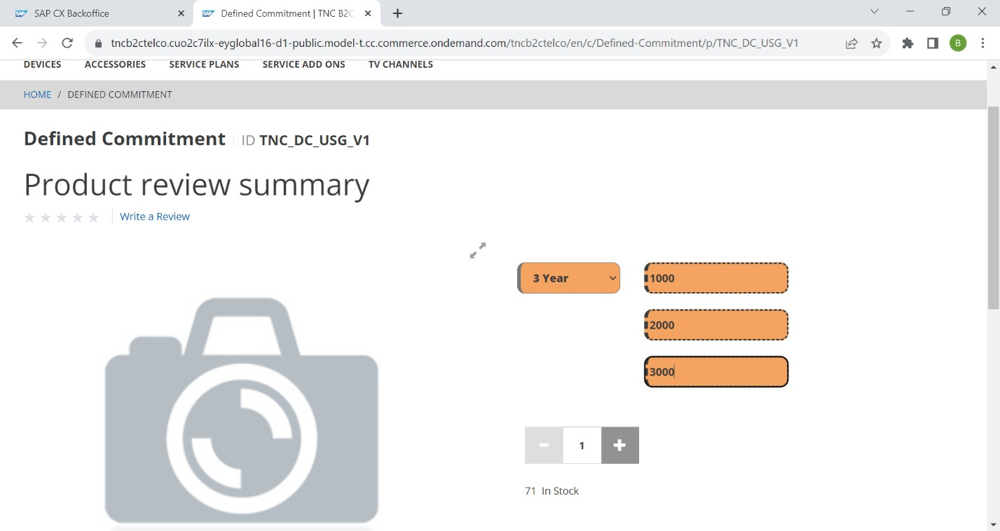 SAP SAP CX Backoffice
SAP Defined Commitment | TNC B2C
tncb2ctelco.cuo2c7ilx-eyglobal16-d1-public.model-t.cc.commerce.ondemand.com/tncb2ctelco/en/c/Defined-Commitment/p/TNC_DC_USG_V1
B
DEVICES ACCESSORIES SERVICE PLANS SERVICE ADD ONS TV CHANNELS
HOME / DEFINED COMMITMENT
Defined Commitment ID TNC_DC_USG_V1
Product review summary
Write a Review
3 Year
1000
2000
3000
1
71 In Stock